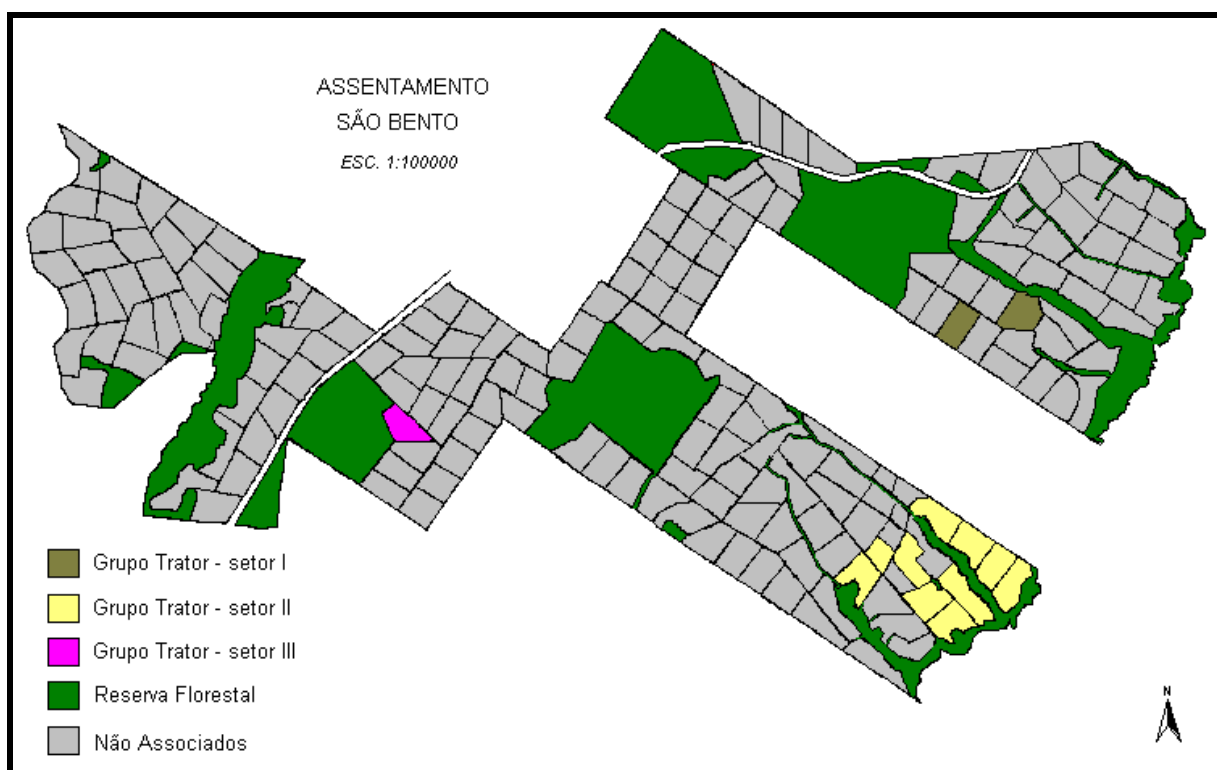 ASSENTAMENTO
SÃO BENTO
ESC. 1:100000
Grupo Trator - setor I
Grupo Trator - setor II
Grupo Trator - setor III
Reserva Florestal
Não Associados
N